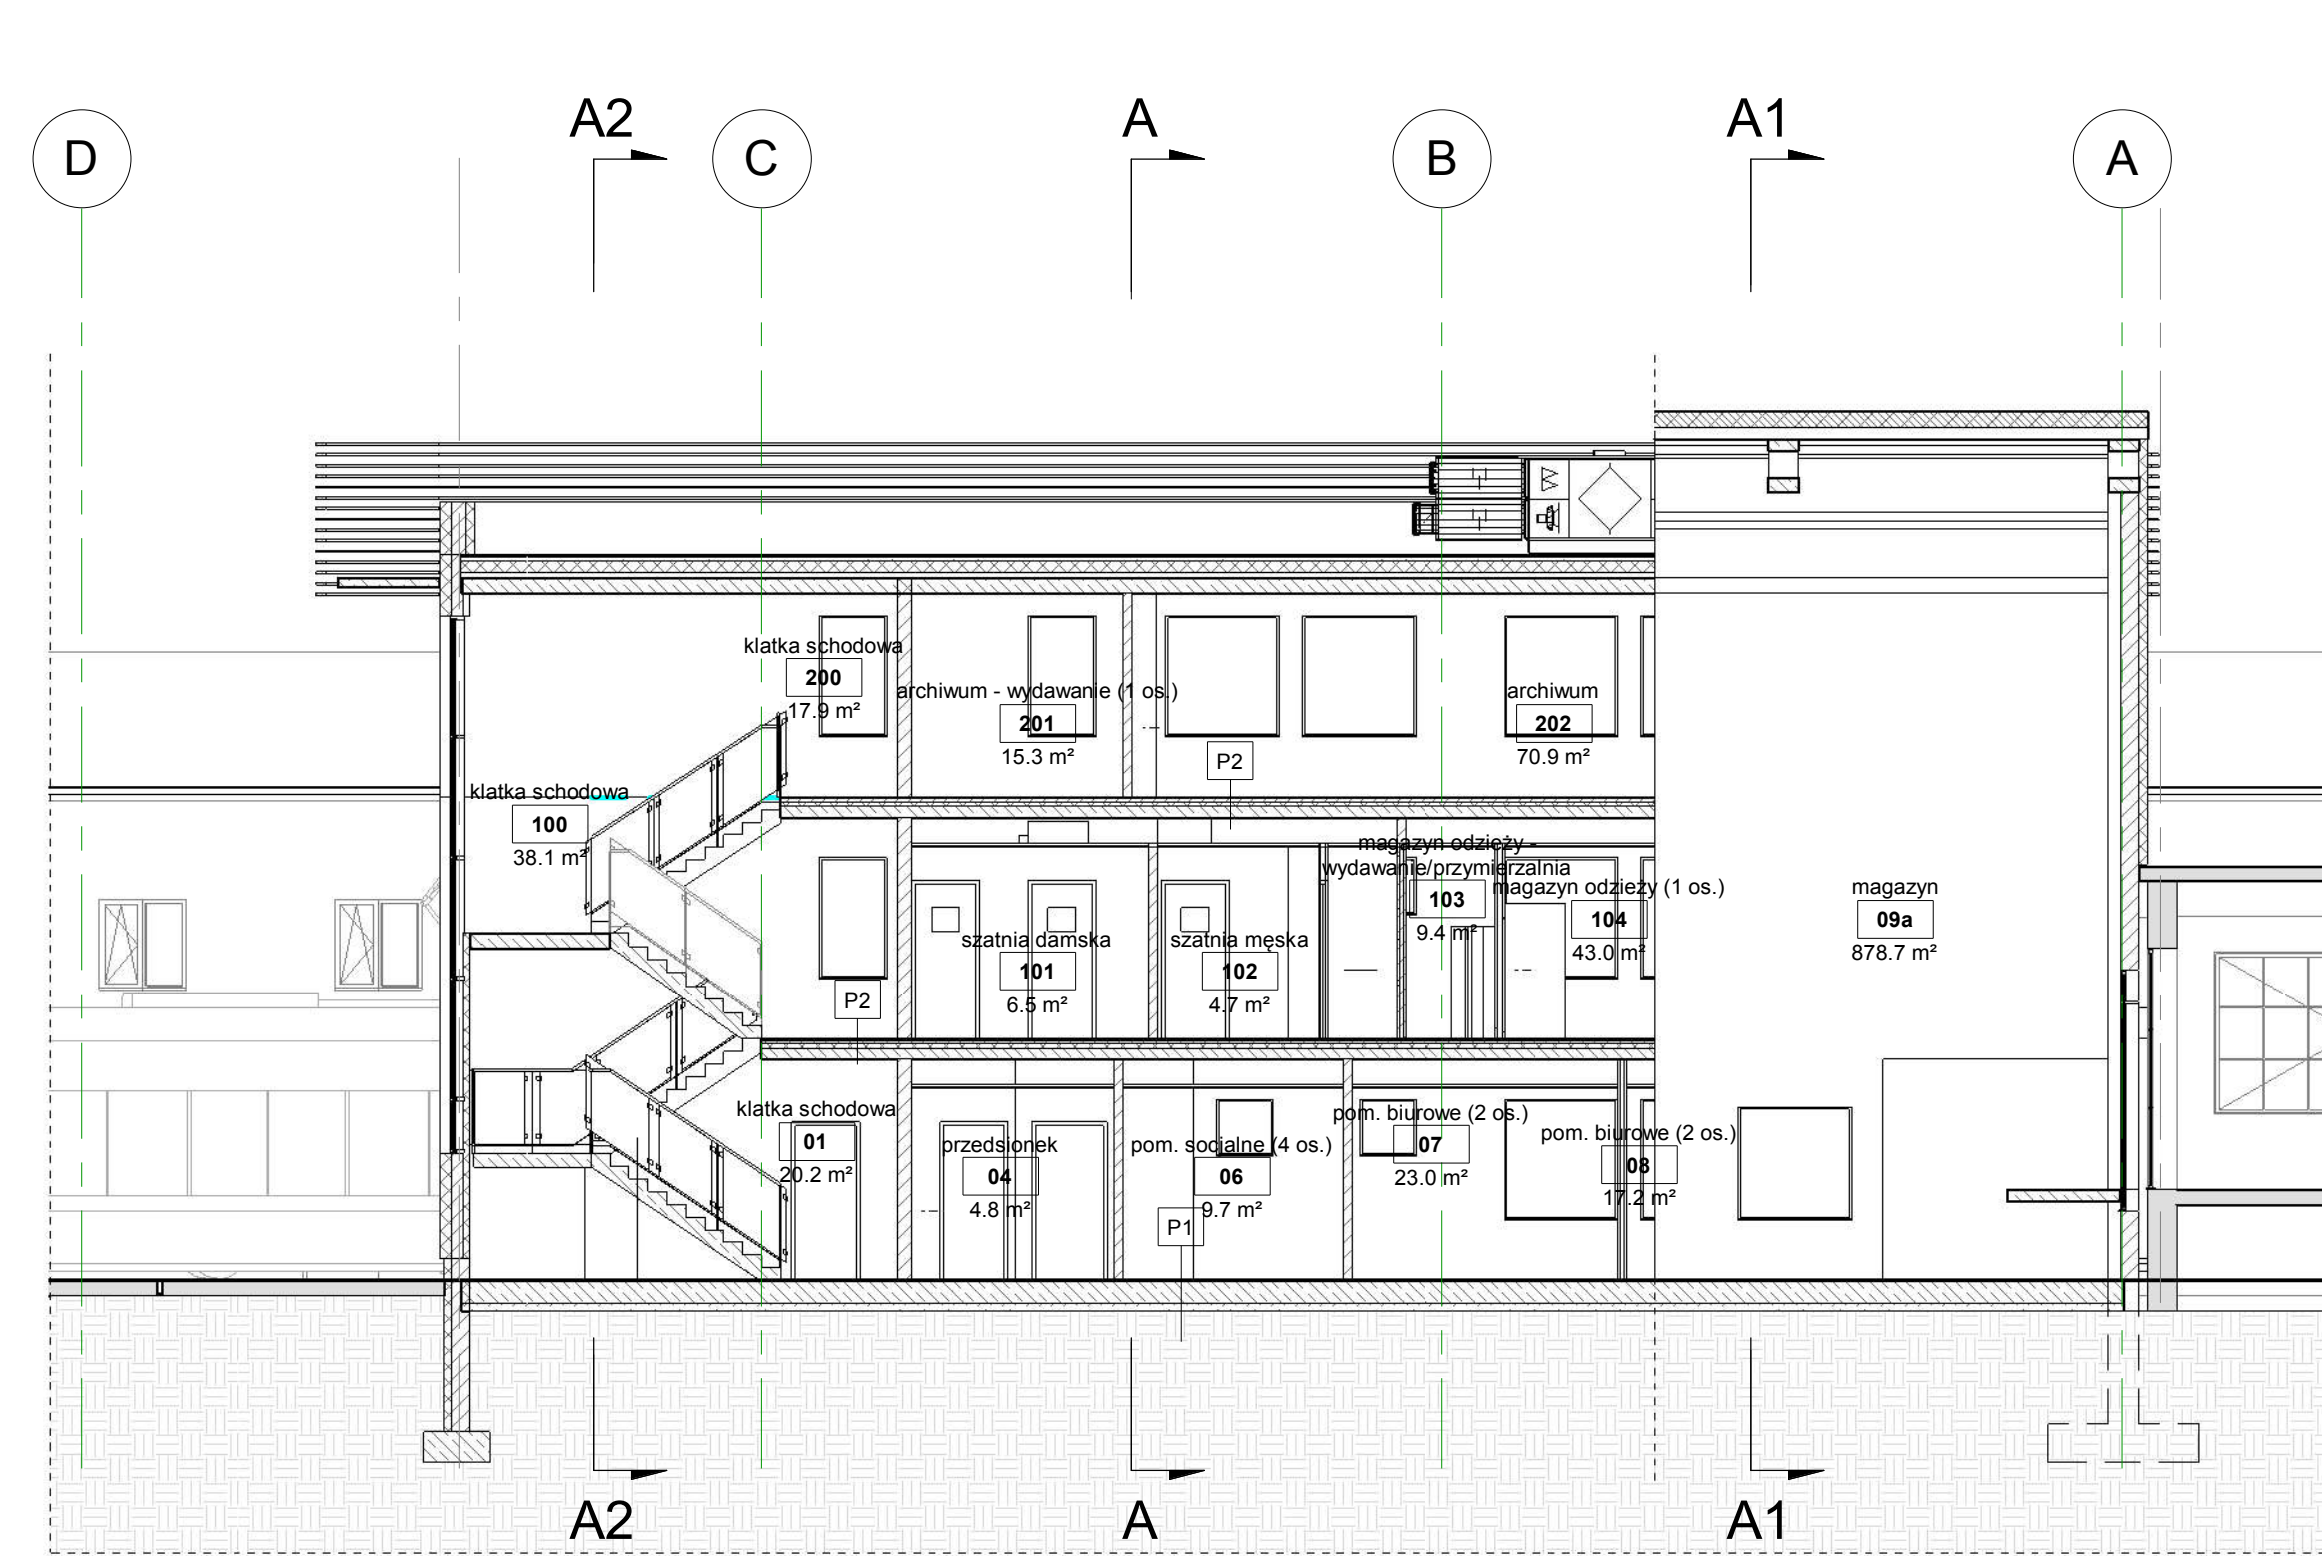 A2
A
A1
D
C
B
A
klatka schodowa
200
17.9 m²
archiwum - wydawanie (1 os.)
201
15.3 m²
archiwum
202
70.9 m²
P2
klatka schodowa
100
38.1 m²
magazyn odzieży -
wydawanie/przymierzalnia
103
9.4 m²
magazyn odzieży (1 os.)
104
43.0 m²
magazyn
09a
878.7 m²
szatnia damska
101
6.5 m²
szatnia męska
102
4.7 m²
P2
klatka schodowa
01
20.2 m²
przedsionek
04
4.8 m²
pom. socjalne (4 os.)
06
9.7 m²
pom. biurowe (2 os.)
07
23.0 m²
pom. biurowe (2 os.)
08
17.2 m²
P1
A2
A
A1